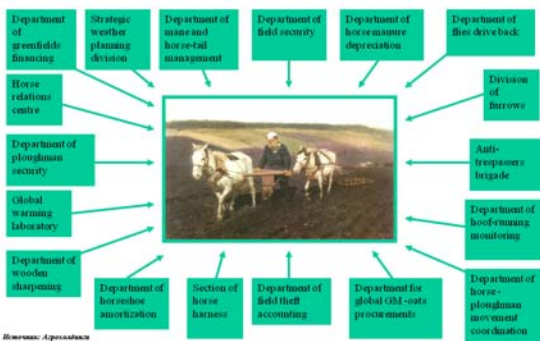 Department of
greenfields
financing
Strategic
weather
planning
division
Department of
mane and
horse-tail
management
Department of
field security
Department of
horse manure
depreciation
Department of
flies drive back
Horse
relations
centre
Division
of
furrows
Department of
ploughman
security
Anti-
trespassers
brigade
Global
warming
laboratory
Department of
hoof-running
monitoring
Department of
wooden
sharpening
Department of
horseshoe
amortization
Section of
horse
harness
Department of
field theft
accounting
Department for
global GM-oats
procurements
Department of
horse-
ploughman
movement
coordination
Источник: Агрохолдинги